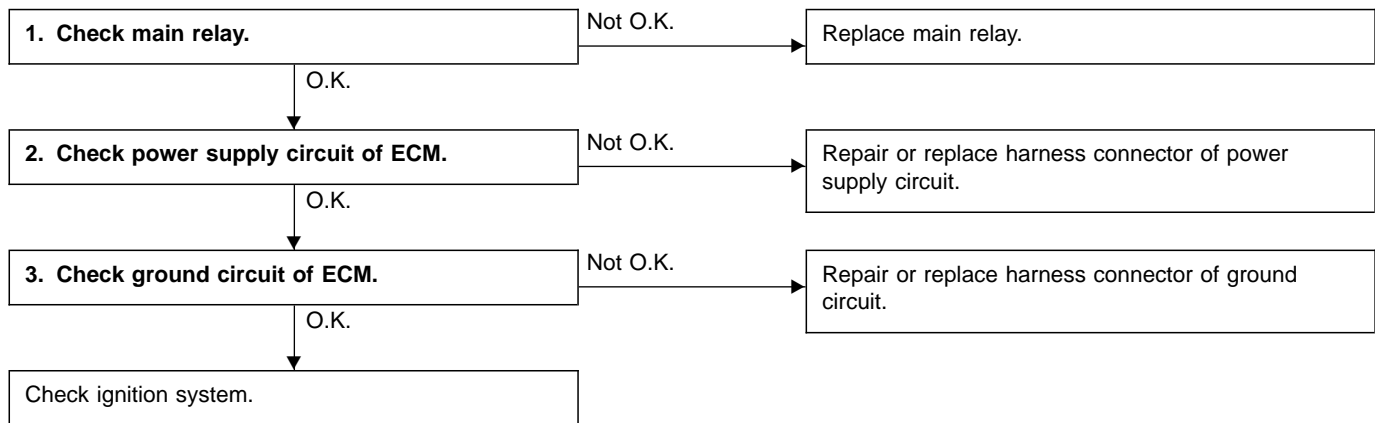 1. Check main relay.
Not O.K.
Replace main relay.
O.K.
2. Check power supply circuit of ECM.
Not O.K.
Repair or replace harness connector of power
supply circuit.
O.K.
3. Check ground circuit of ECM.
Not O.K.
Repair or replace harness connector of ground
circuit.
O.K.
Check ignition system.